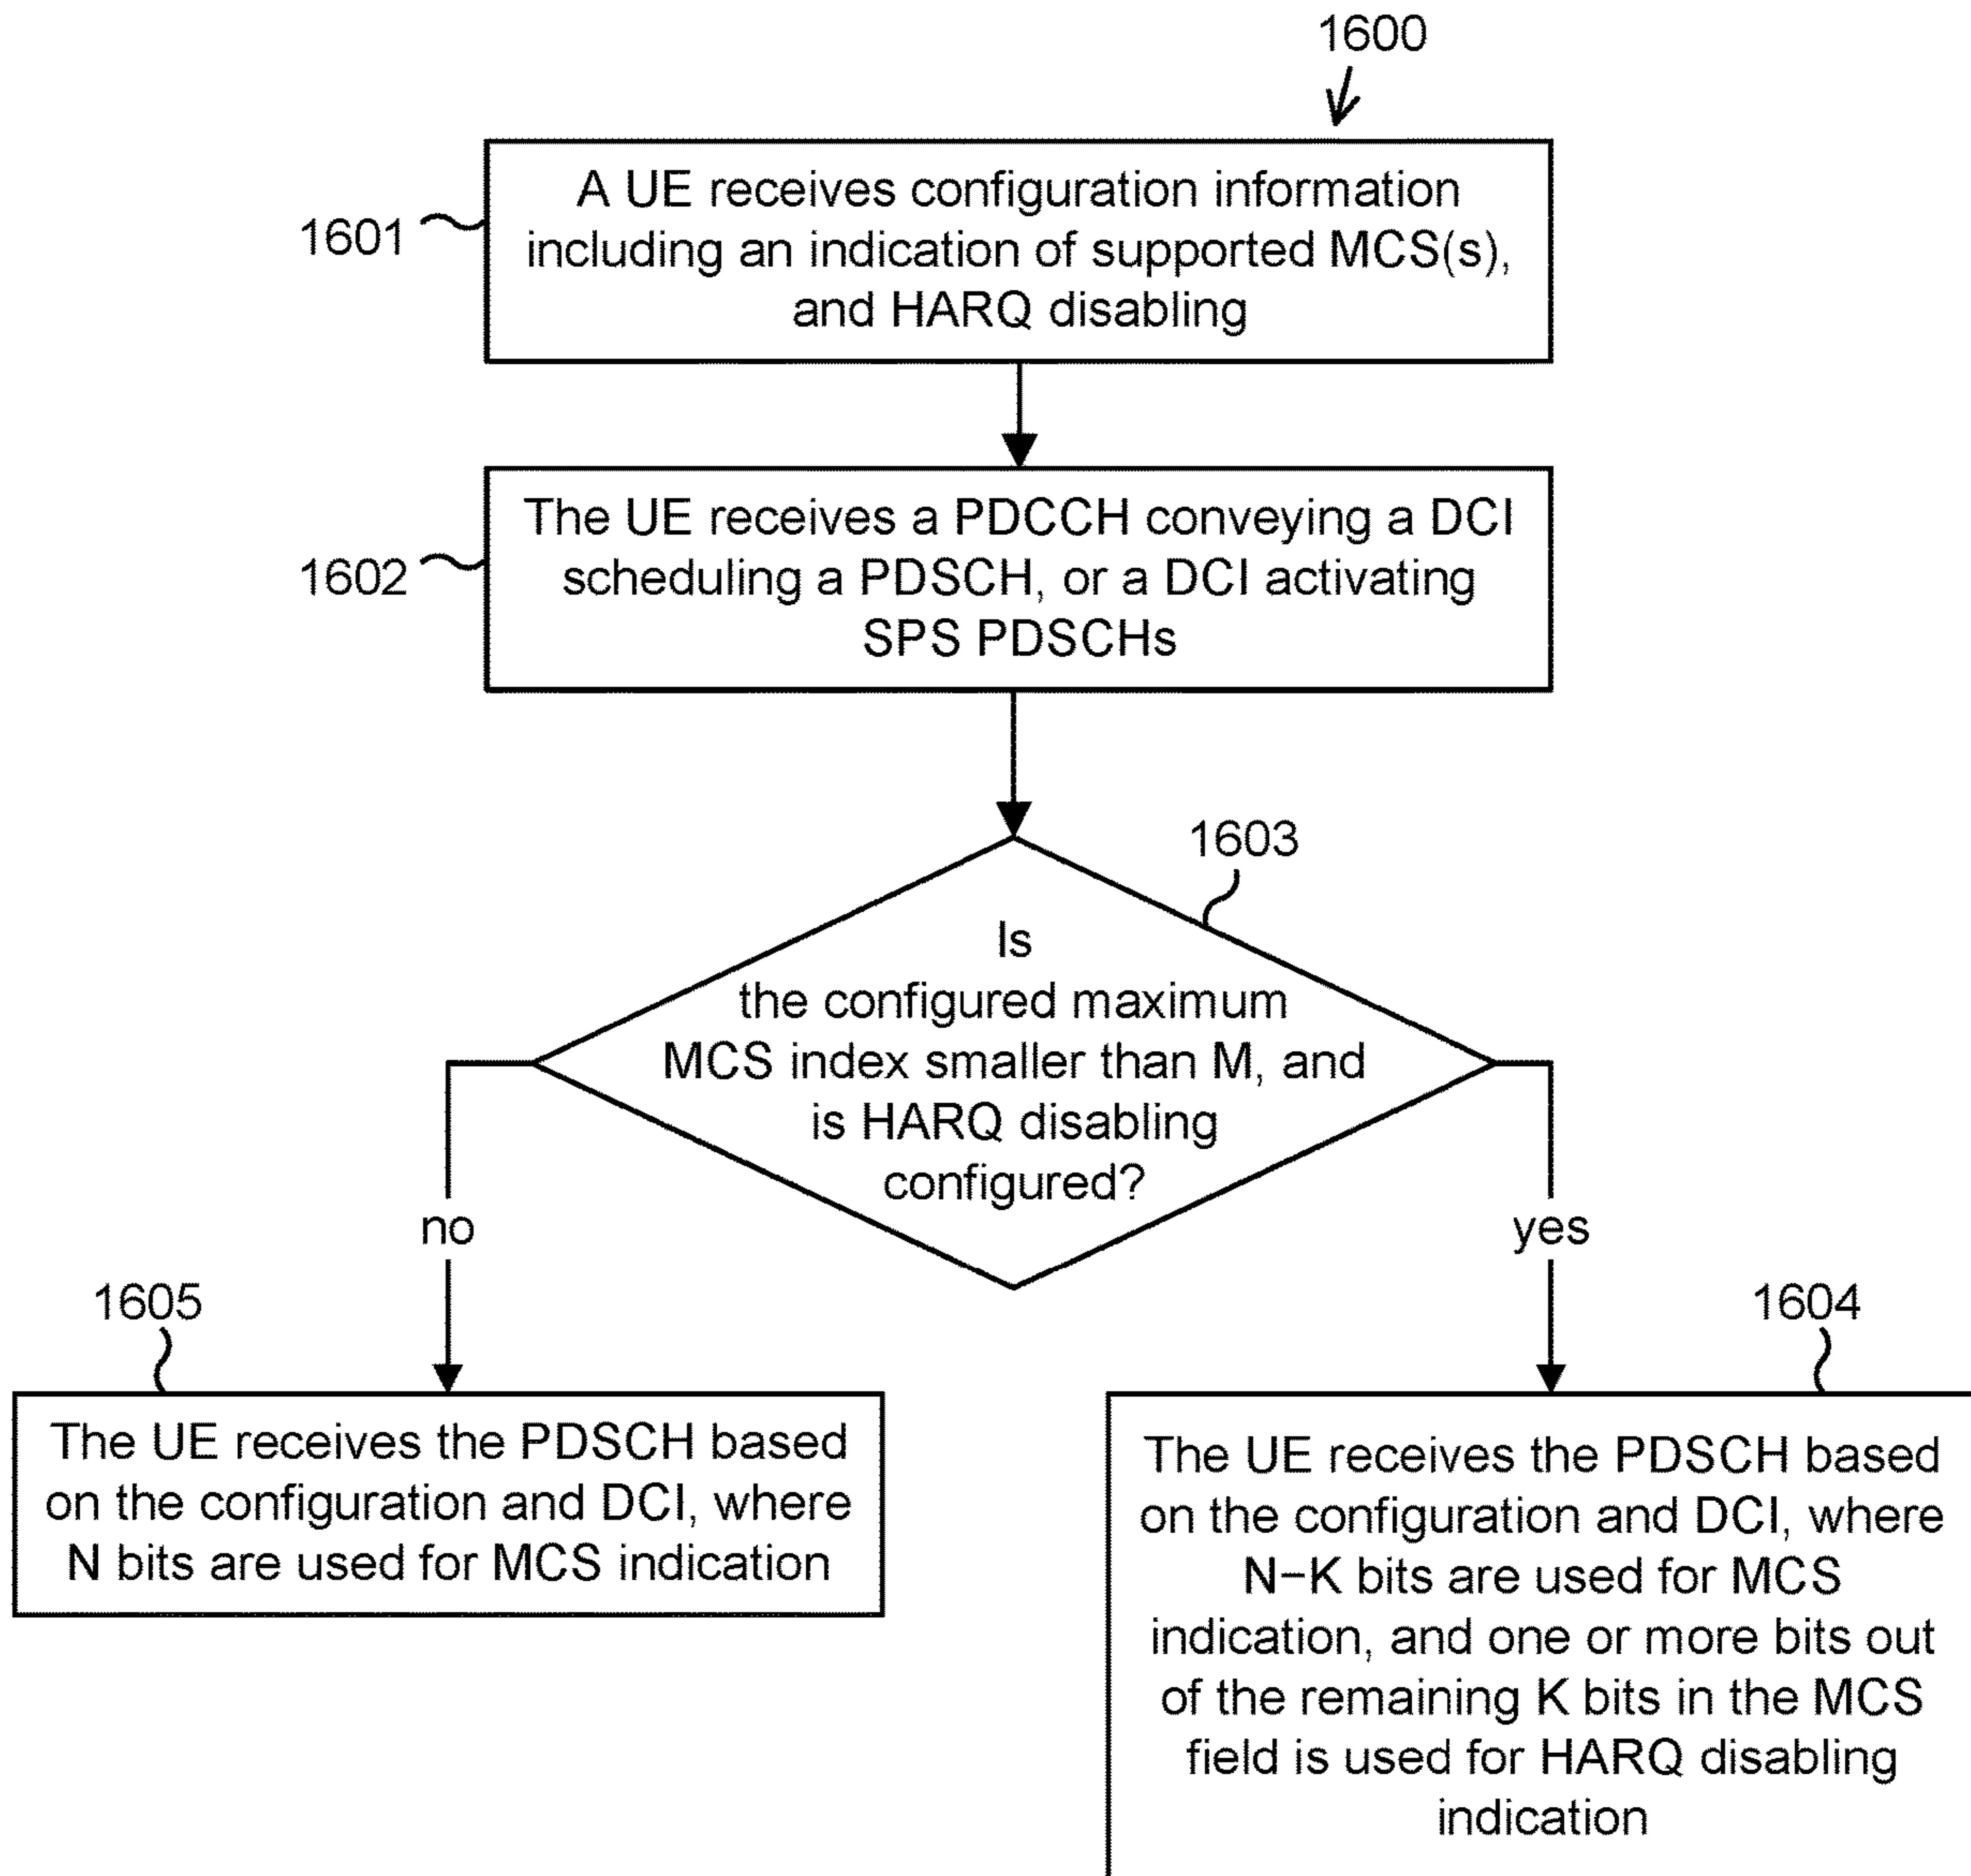 1600
1601
A UE receives configuration information
including an indication of supported MCS(s),
and HARQ disabling
1602
The UE receives a PDCCH conveying a DCI
scheduling a PDSCH, or a DCI activating
SPS PDSCHs
1603
Is
the configured maximum
MCS index smaller than M, and
is HARQ disabling
configured?
no
yes
1605
The UE receives the PDSCH based
on the configuration and DCI, where
N bits are used for MCS indication
1604
The UE receives the PDSCH based
on the configuration and DCI, where
N−K bits are used for MCS
indication, and one or more bits out
of the remaining K bits in the MCS
field is used for HARQ disabling
indication